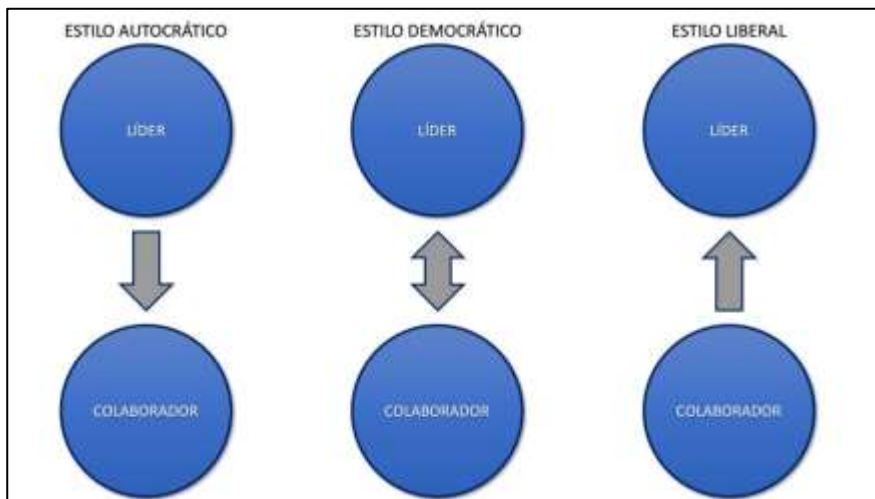 ESTILO AUTOCRÁTICO
ESTILO DEMOCRÁTICO
ESTILO LIBERAL
LÍDER
LÍDER
LÍDER
COLABORADOR
COLABORADOR
COLABORADOR